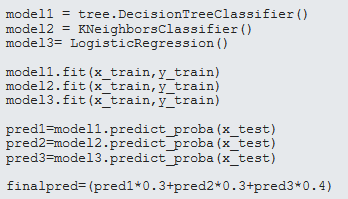 model1 = tree.DecisionTreeClassifier()
model2 = KNeighborsClassifier()
model3= LogisticRegression()
model1.fit(x_train,y_train)
model2.fit(x_train,y_train)
model3.fit(x_train,y_train)
pred1=model1.predict_proba(x_test)
pred2=model2.predict_proba(x_test)
pred3=model3.predict_proba(x_test)
finalpred=(pred1*0.3+pred2*0.3+pred3*0.4)